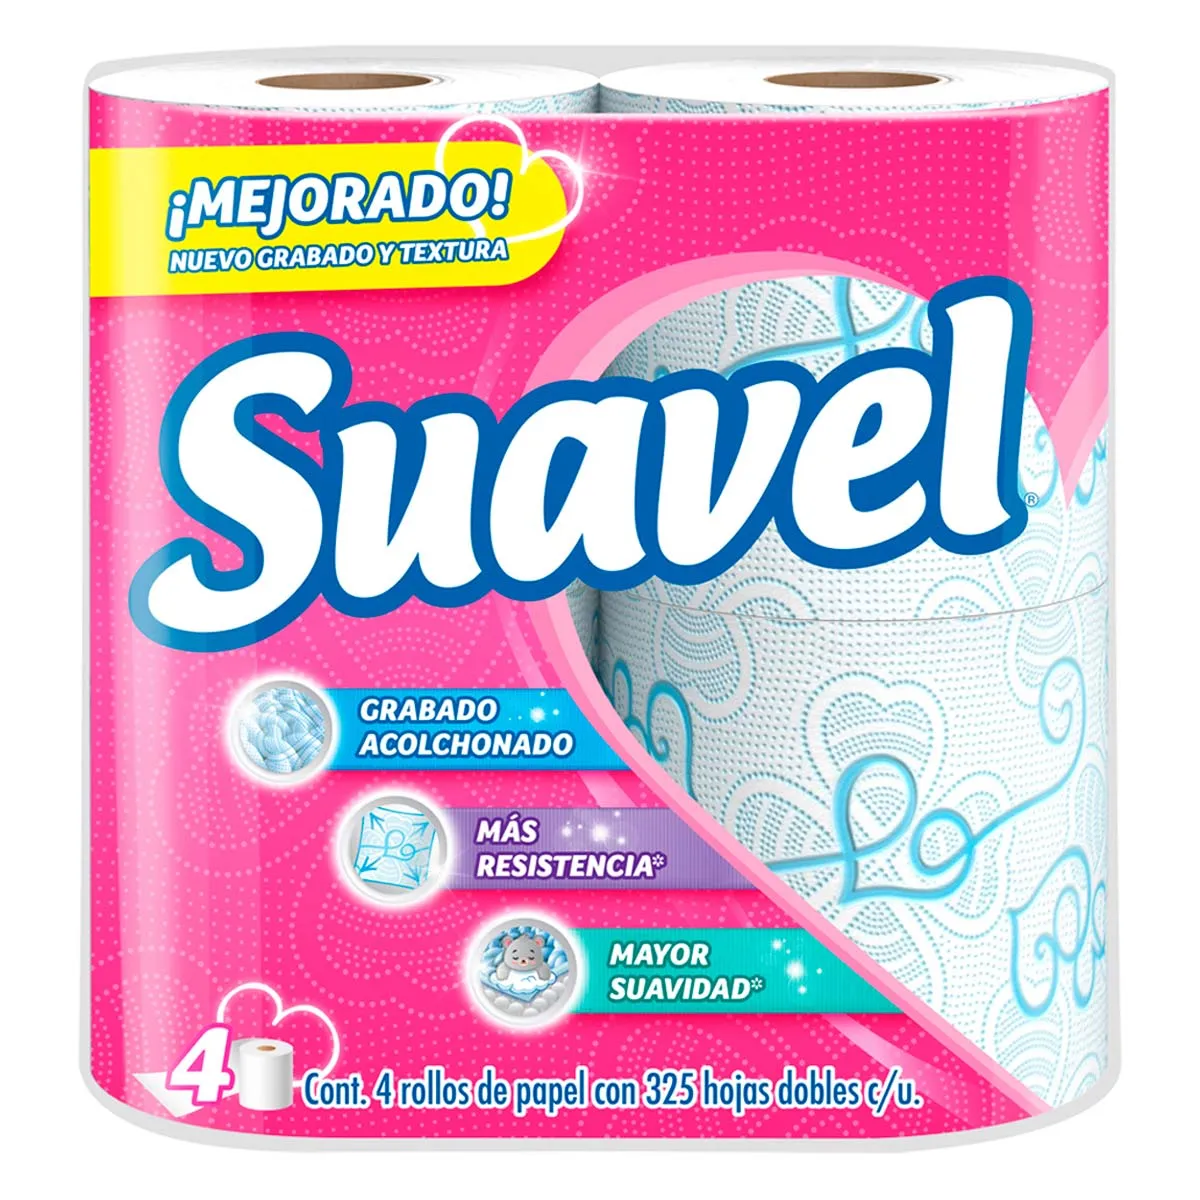 ¡MEJORADO!
NUEVO GRABADO Y TEXTURA
Suavel®
GRABADO
ACOLCHONADO
MÁS
RESISTENCIA*
MAYOR
SUAVIDAD*
4
Cont. 4 rollos de papel con 325 hojas dobles c/u.